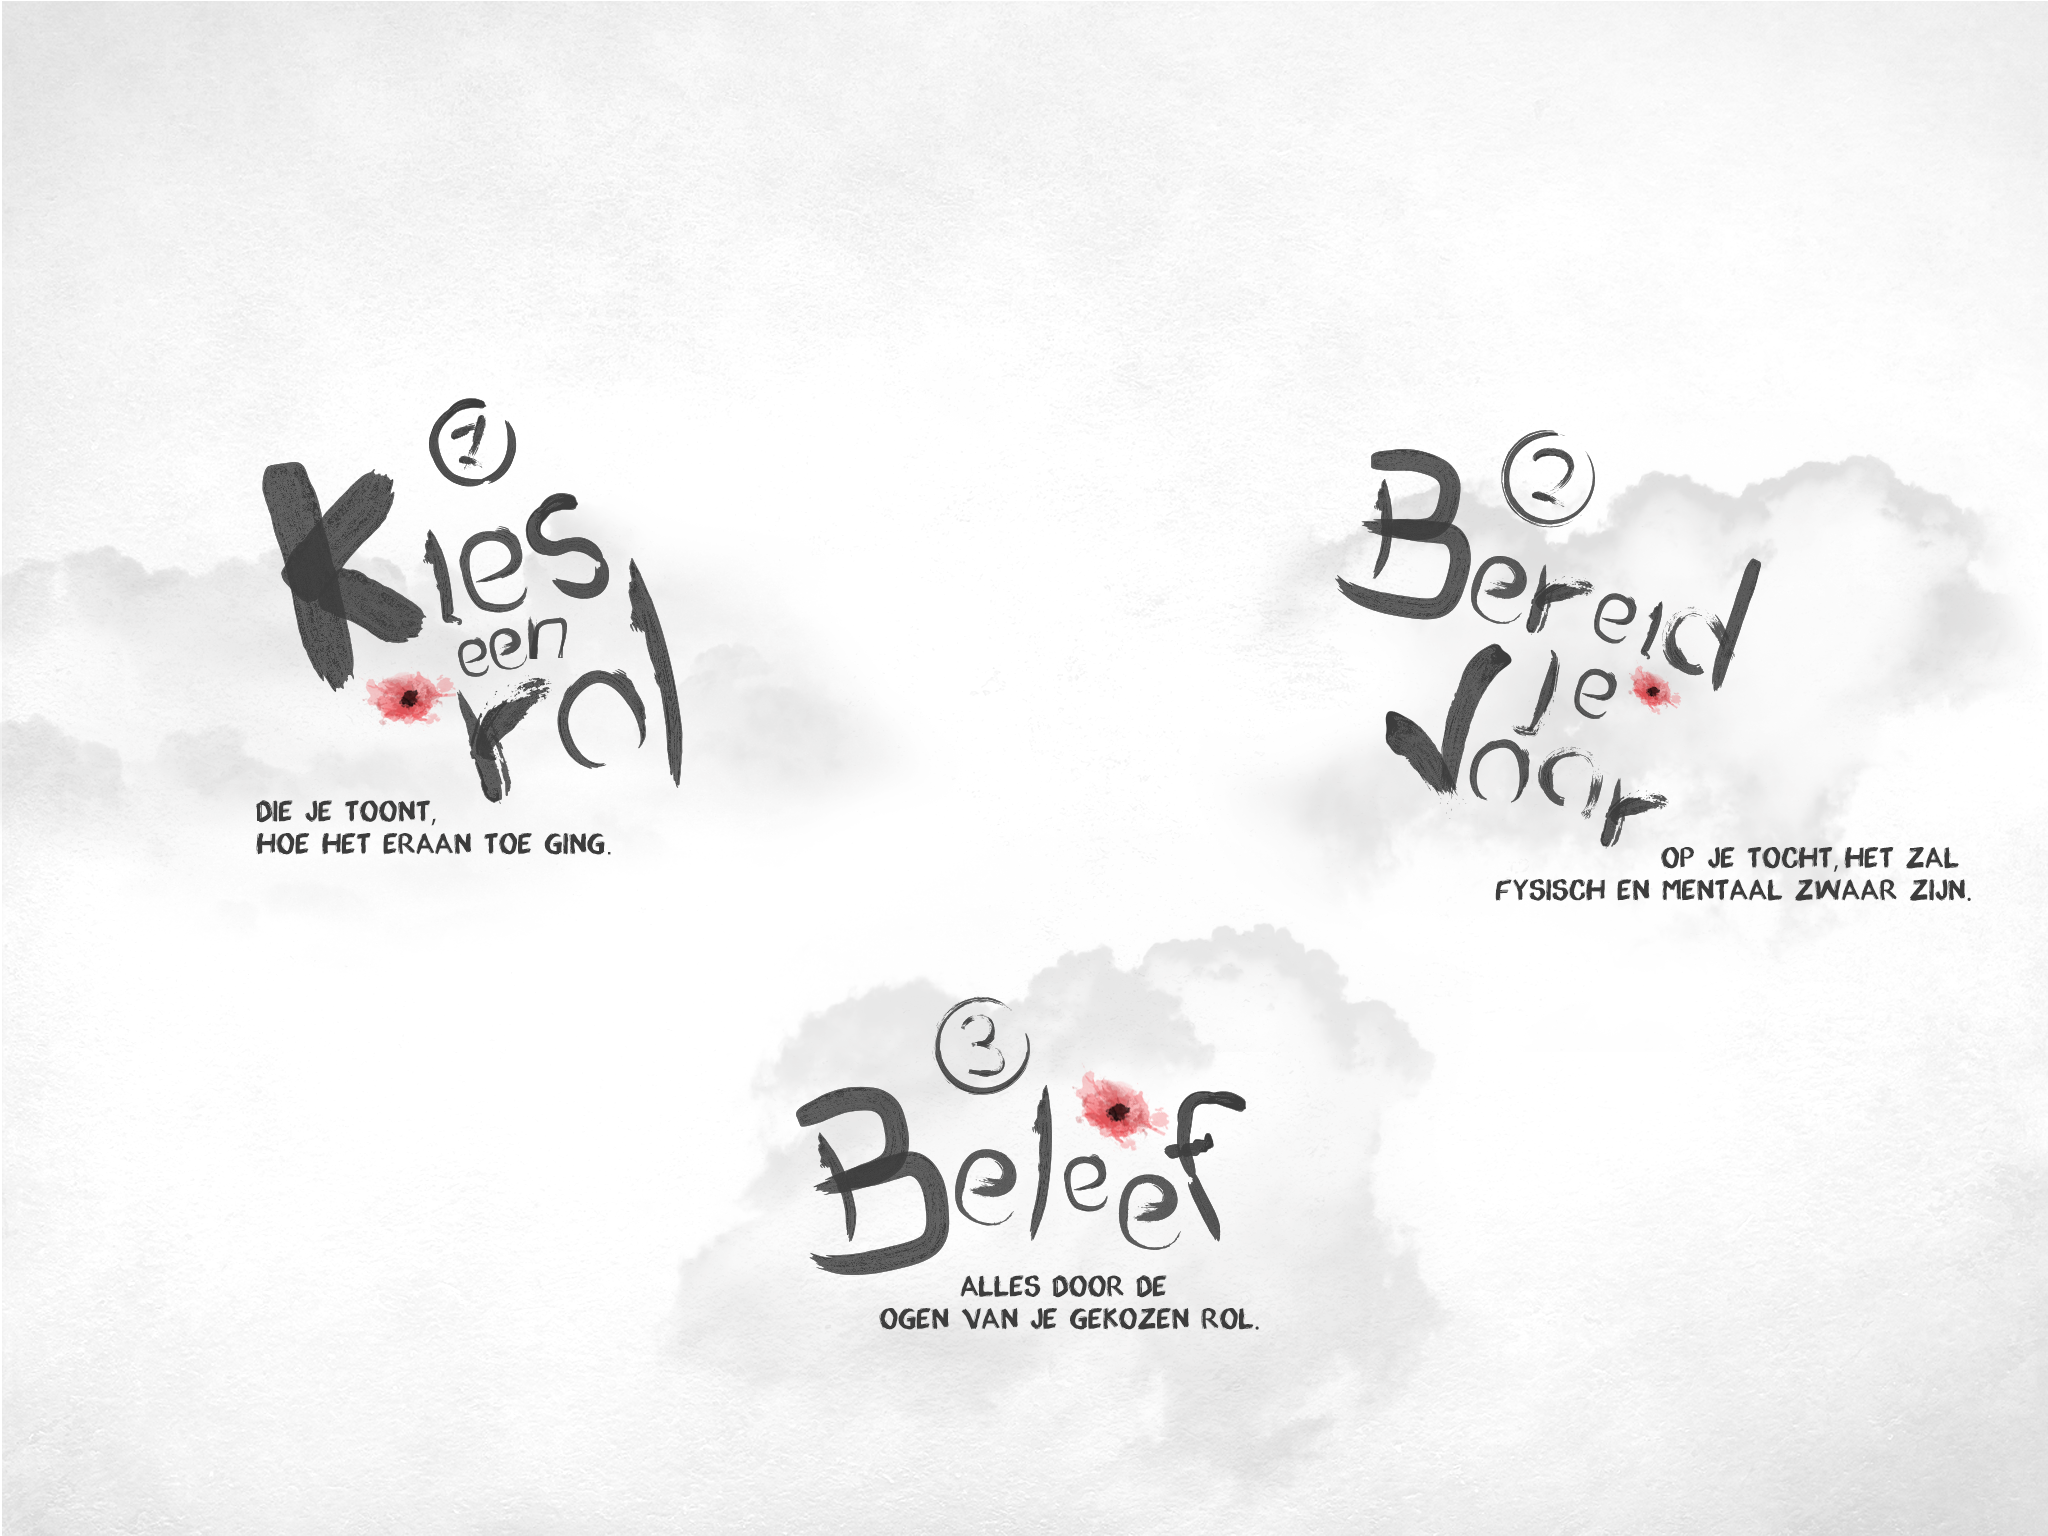 1
Kies
een
rol
DIE JE TOONT,
HOE HET ERAAN TOE GING.
2
Bereid
je
voor
OP JE TOCHT, HET ZAL
FYSISCH EN MENTAAL ZWAAR ZIJN.
3
Beleef
ALLES DOOR DE
OGEN VAN JE GEKOZEN ROL.